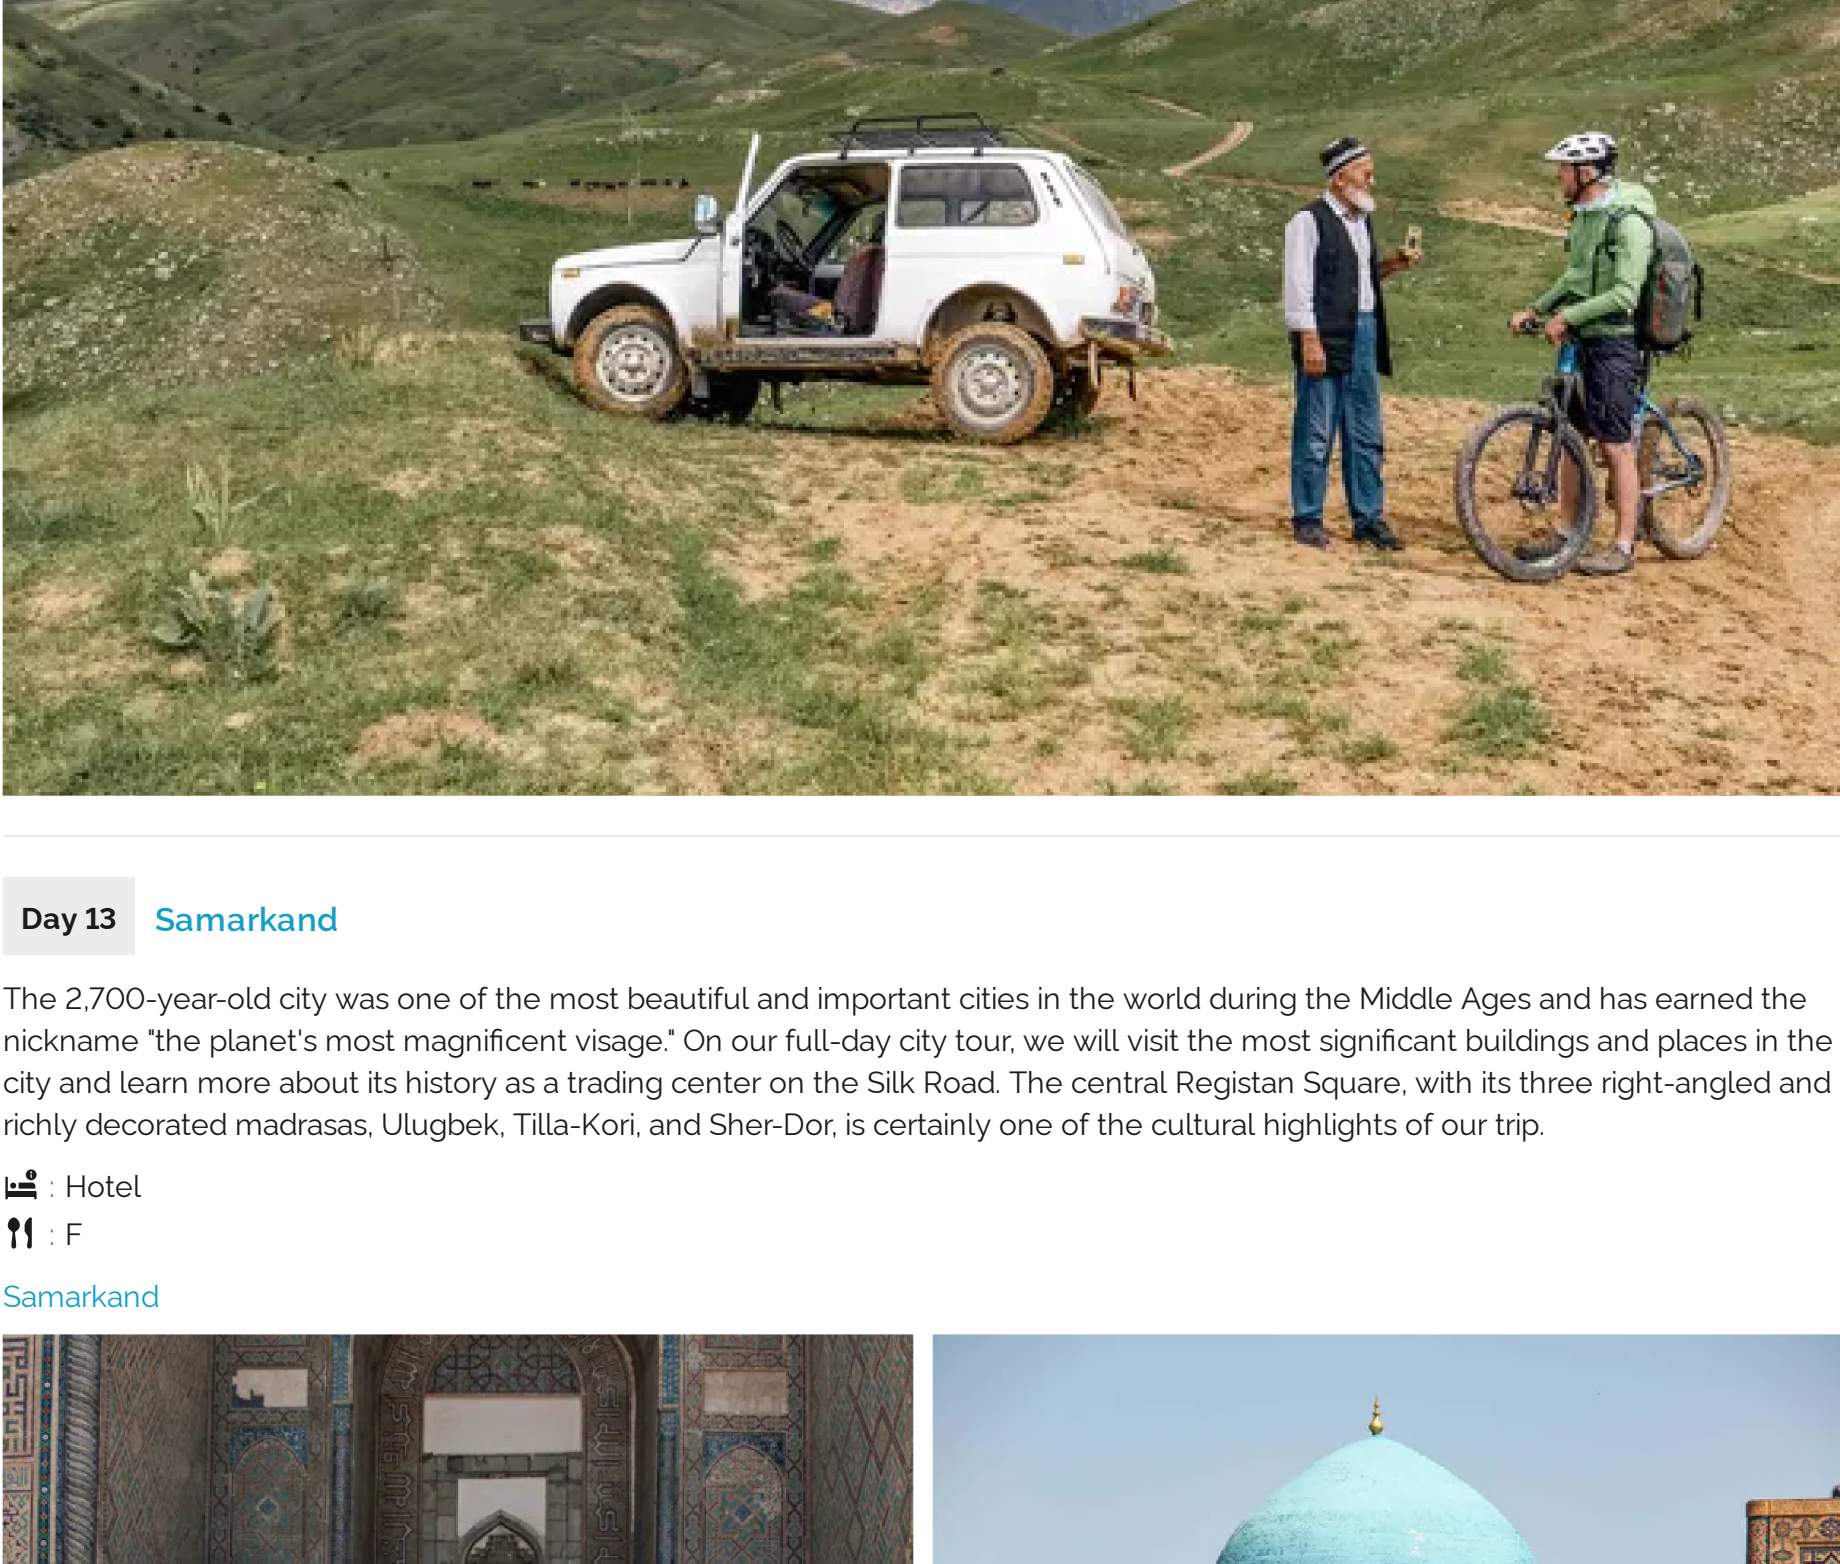 Day 13 Samarkand
The 2,700-year-old city was one of the most beautiful and important cities in the world during the Middle Ages and has earned the
nickname "the planet's most magnificent visage." On our full-day city tour, we will visit the most significant buildings and places in the
city and learn more about its history as a trading center on the Silk Road. The central Registan Square, with its three right-angled and
richly decorated madrasas, Ulugbek, Tilla-Kori, and Sher-Dor, is certainly one of the cultural highlights of our trip.
: Hotel
: F
Samarkand